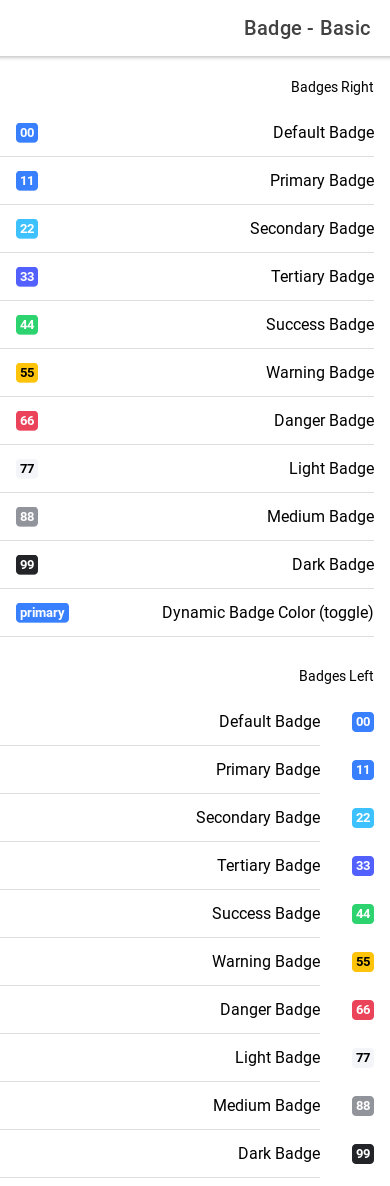 Badge - Basic
Badges Right
Default Badge 00
Primary Badge 11
Secondary Badge 22
Tertiary Badge 33
Success Badge 44
Warning Badge 55
Danger Badge 66
Light Badge 77
Medium Badge 88
Dark Badge 99
Dynamic Badge Color (toggle) primary
Badges Left
00 Default Badge
11 Primary Badge
22 Secondary Badge
33 Tertiary Badge
44 Success Badge
55 Warning Badge
66 Danger Badge
77 Light Badge
88 Medium Badge
99 Dark Badge